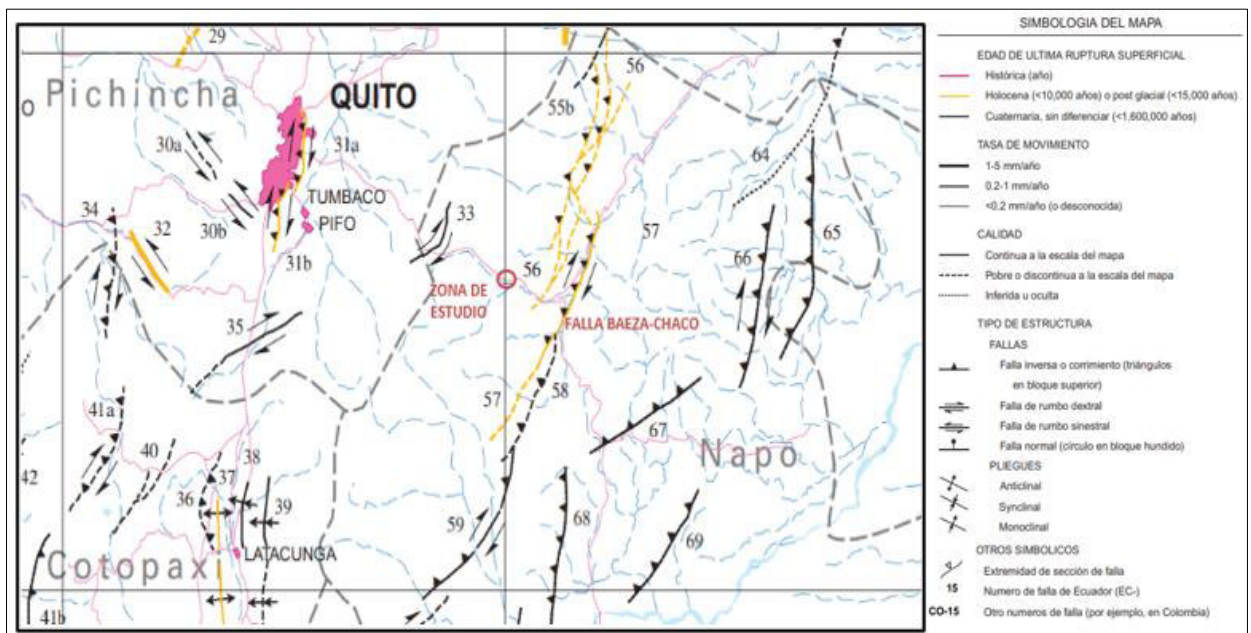 29
56
Pichincha
QUITO
o
55b
30a
31a
64
34
TUMBACO
32
30b
PIFO
33
57
65
31b
66
56
ZONA DE
ESTUDIO
35
FALLA BAEZA-CHACO
57
58
41a
67
40
38
Napo
42
37
36
39
59
68
69
LATACUNGA
Cotopax
41b
SIMBOLOGIA DEL MAPA
EDAD DE ULTIMA RUPTURA SUPERFICIAL
Histórica (año)
Holocena (<10,000 años) o post glacial (<15,000 años)
Cuaternaria, sin diferenciar (<1,600,000 años)
TASA DE MOVIMIENTO
1-5 mm/año
0.2-1 mm/año
<0.2 mm/año (o desconocida)
CALIDAD
Continua a la escala del mapa
Pobre o discontinua a la escala del mapa
Inferida u oculta
TIPO DE ESTRUCTURA
FALLAS
Falla inversa o corrimiento (triángulos
en bloque superior)
Falla de rumbo dextral
Falla de rumbo sinestral
Falla normal (círculo en bloque hundido)
PLIEGUES
Anticlinal
Synclinal
Monoclinal
OTROS SIMBOLICOS
Extremidad de sección de falla
15 Numero de falla de Ecuador (EC-)
CO-15 Otro numeros de falla (por ejemplo, en Colombia)